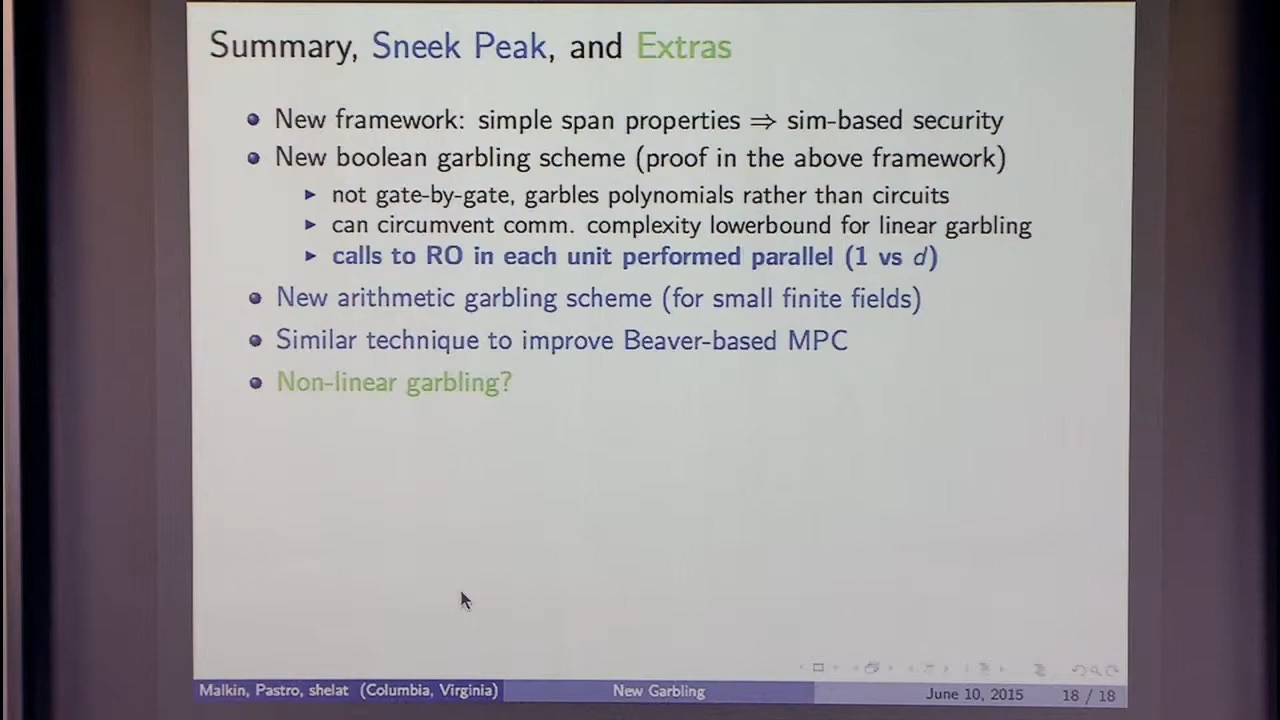 Summary, Sneek Peak, and Extras
New framework: simple span properties ⇒ sim-based security
New boolean garbling scheme (proof in the above framework)
not gate-by-gate, garbles polynomials rather than circuits
can circumvent comm. complexity lowerbound for linear garbling
calls to RO in each unit performed parallel (1 vs d)
New arithmetic garbling scheme (for small finite fields)
Similar technique to improve Beaver-based MPC
Non-linear garbling?
Malkin, Pastro, shelat (Columbia, Virginia)
New Garbling
June 10, 2015
18 / 18